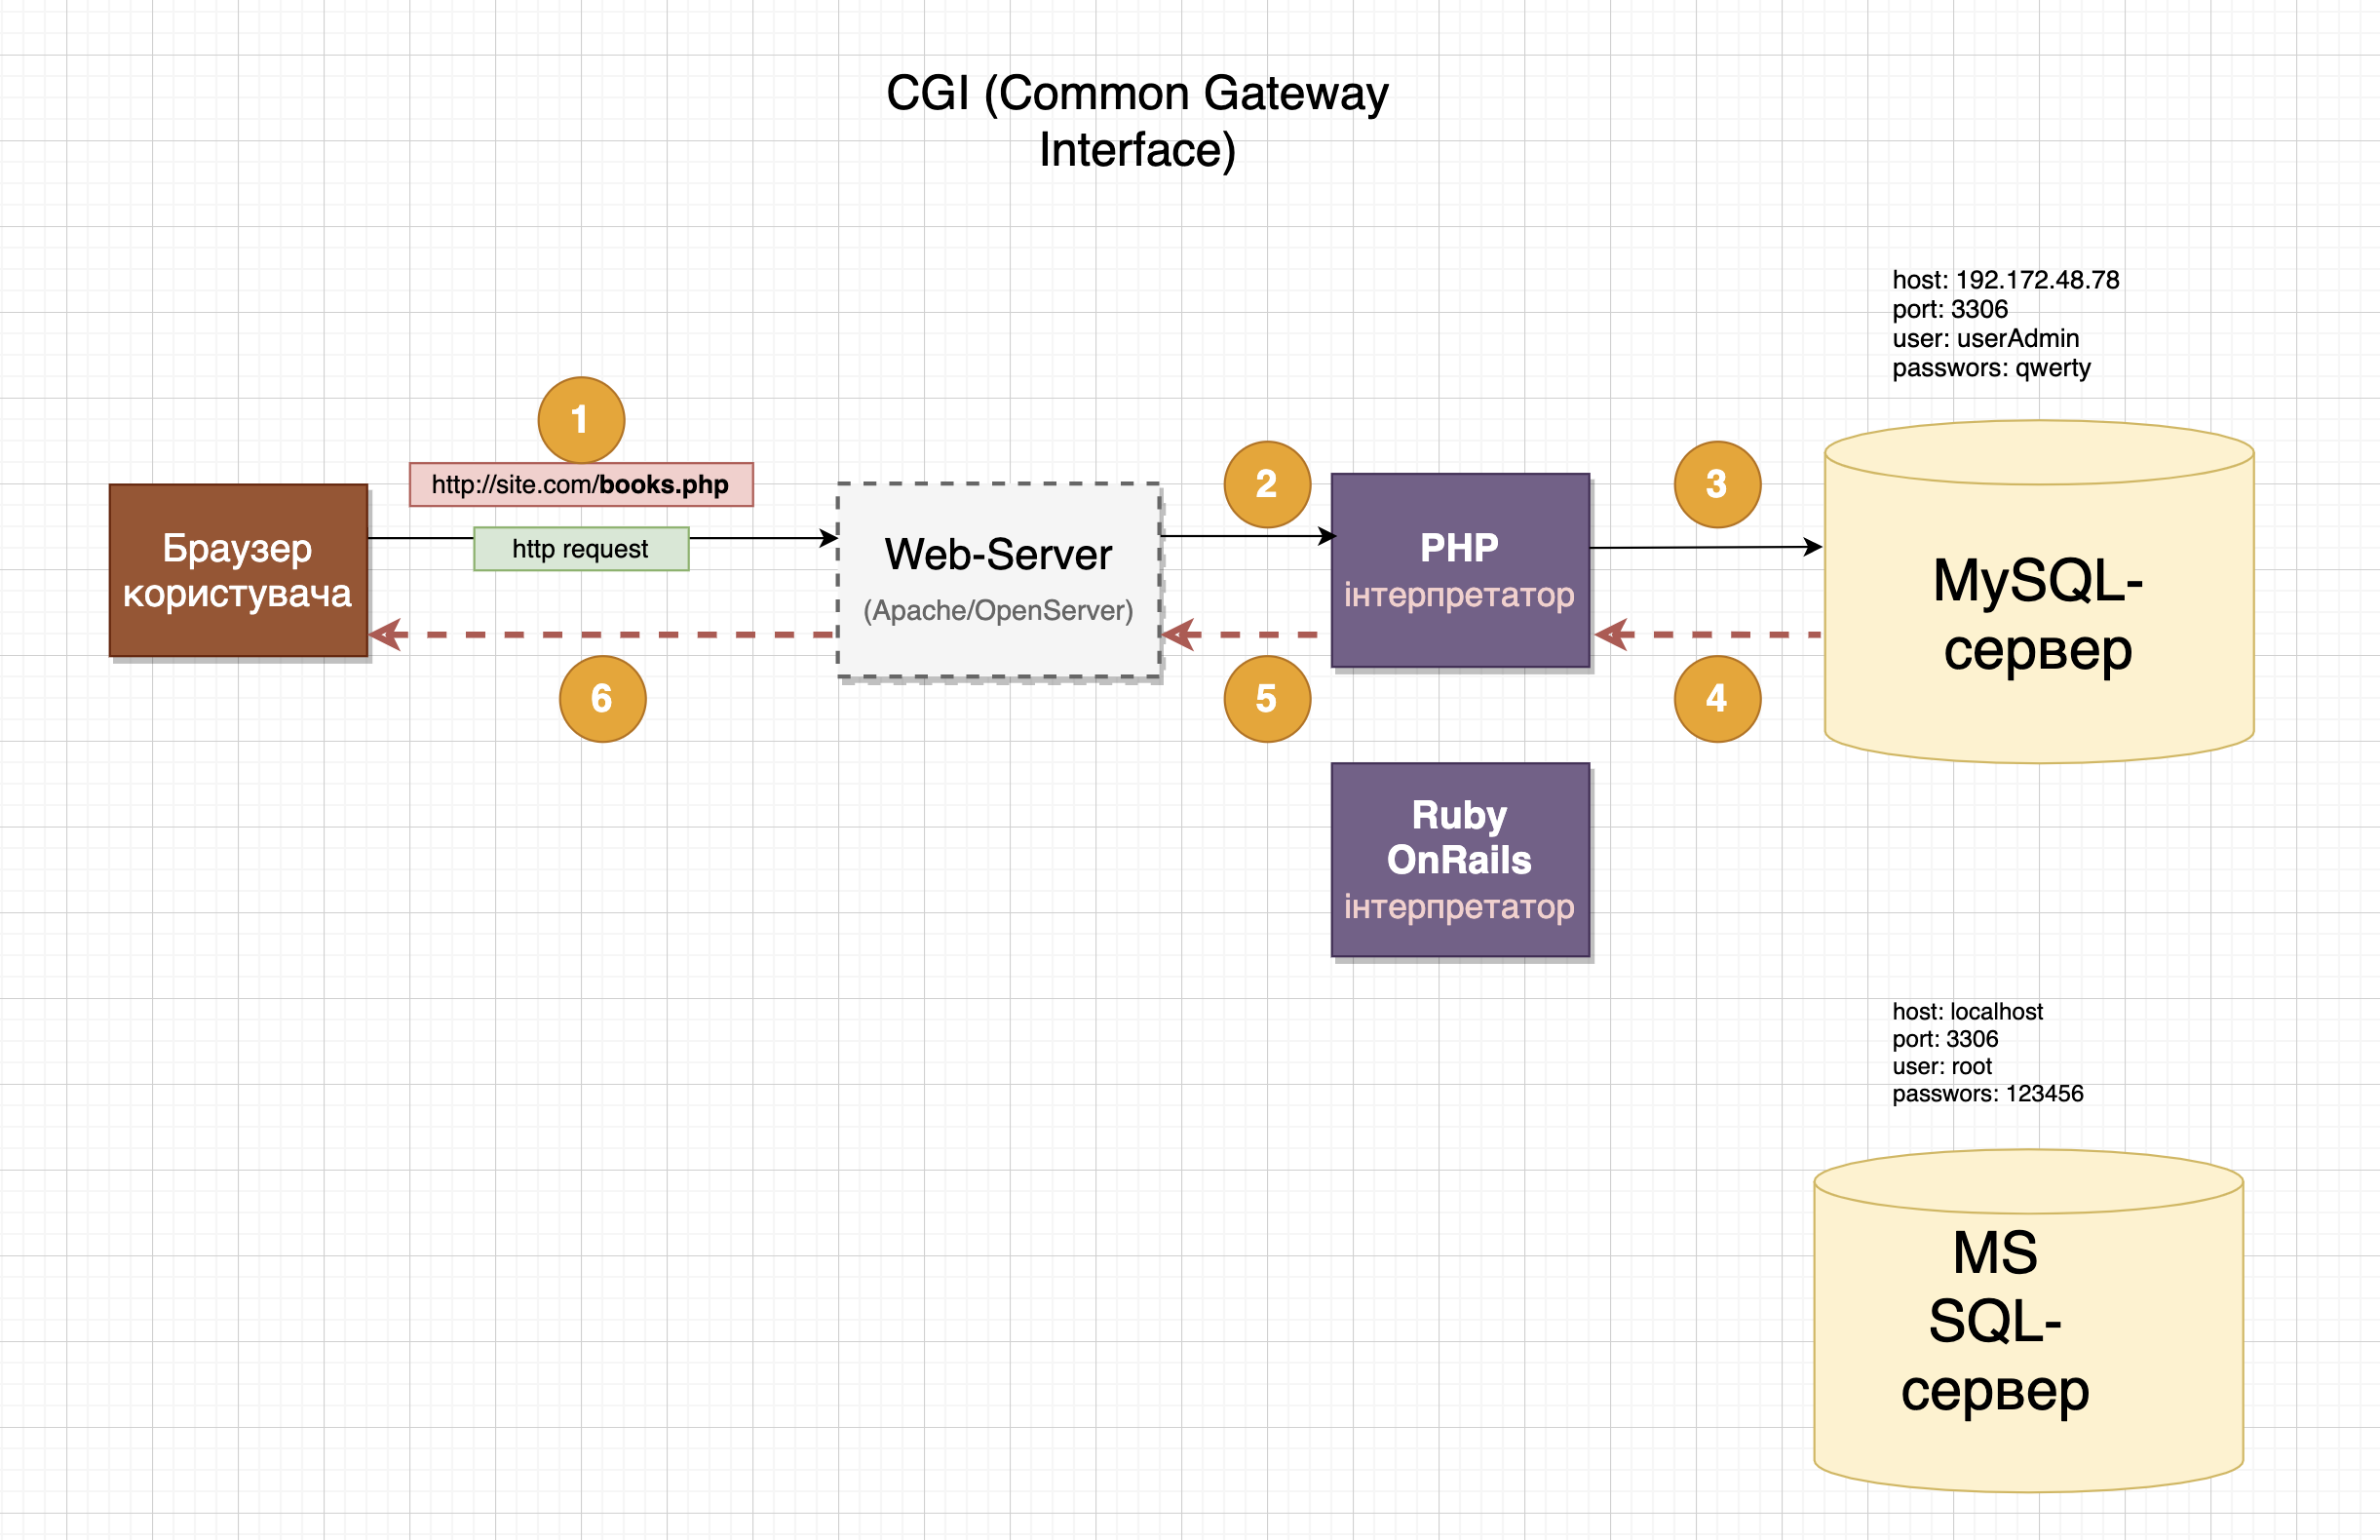 CGI (Common Gateway
Interface)
host: 192.172.48.78
port: 3306
user: userAdmin
passwors: qwerty
1
http://site.com/books.php
http request
Браузер
користувача
Web-Server
(Apache/OpenServer)
2
PHP
інтерпретатор
3
MySQL-
сервер
6
5
4
Ruby
OnRails
інтерпретатор
host: localhost
port: 3306
user: root
passwors: 123456
MS
SQL-
сервер